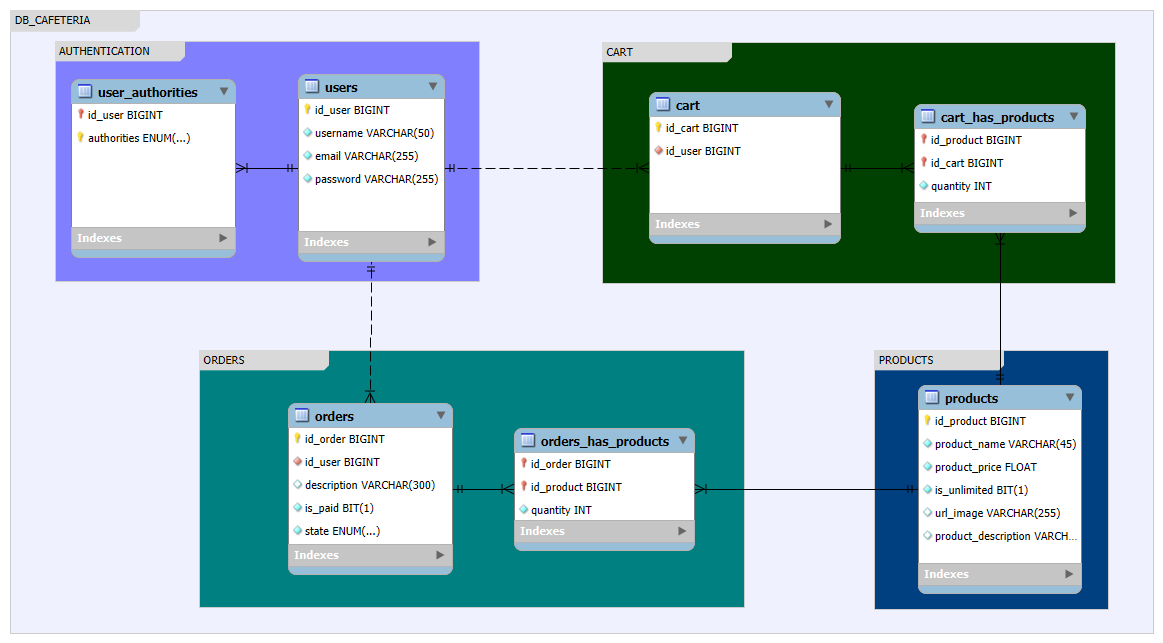 DB_CAFETERIA
AUTHENTICATION
user_authorities
id_user BIGINT
authorities ENUM(...)
Indexes
users
id_user BIGINT
username VARCHAR(50)
email VARCHAR(255)
password VARCHAR(255)
Indexes
CART
cart
id_cart BIGINT
id_user BIGINT
Indexes
cart_has_products
id_product BIGINT
id_cart BIGINT
quantity INT
Indexes
ORDERS
orders
id_order BIGINT
id_user BIGINT
description VARCHAR(300)
is_paid BIT(1)
state ENUM(...)
Indexes
orders_has_products
id_order BIGINT
id_product BIGINT
quantity INT
Indexes
PRODUCTS
products
id_product BIGINT
product_name VARCHAR(45)
product_price FLOAT
is_unlimited BIT(1)
url_image VARCHAR(255)
product_description VARCH...
Indexes